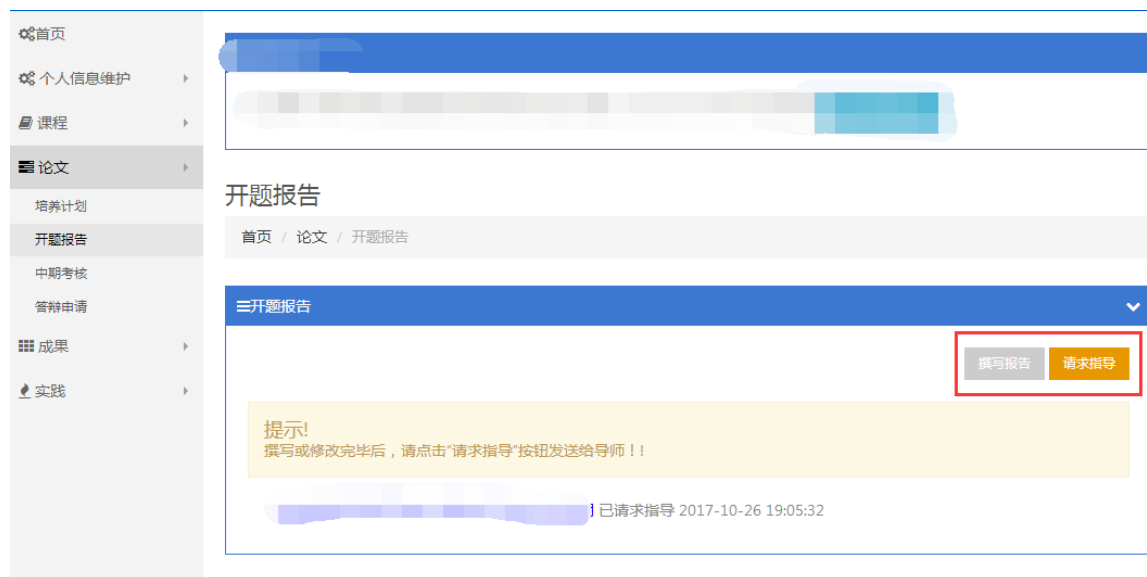 首页
个人信息维护
课程
论文
培养计划
开题报告
中期考核
答辩申请
成果
实践
开题报告
首页 / 论文 / 开题报告
开题报告
撰写报告 请求指导
提示!
撰写或修改完毕后，请点击"请求指导"按钮发送给导师！!
已请求指导 2017-10-26 19:05:32